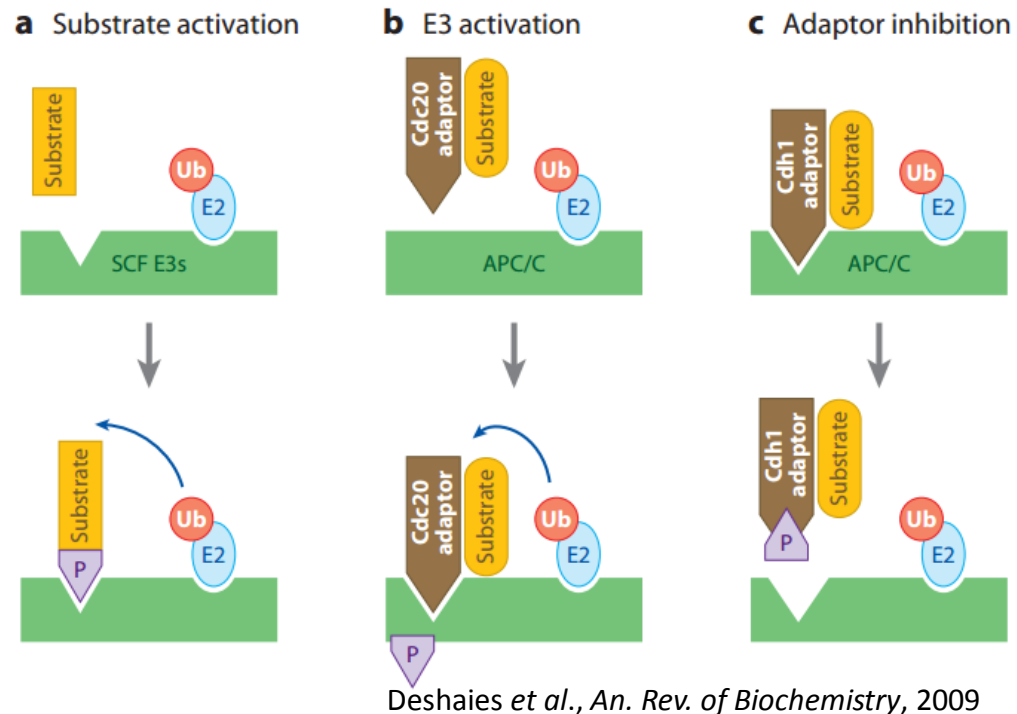 a Substrate activation
Substrate
Ub
E2
SCF E3s
Substrate
P
Ub
E2
b E3 activation
Cdc20
adaptor
Substrate
Ub
E2
APC/C
Cdc20
adaptor
Substrate
Ub
E2
P
c Adaptor inhibition
Cdh1
adaptor
Substrate
Ub
E2
APC/C
Cdh1
adaptor
Substrate
P
Ub
E2
Deshaies et al., An. Rev. of Biochemistry, 2009